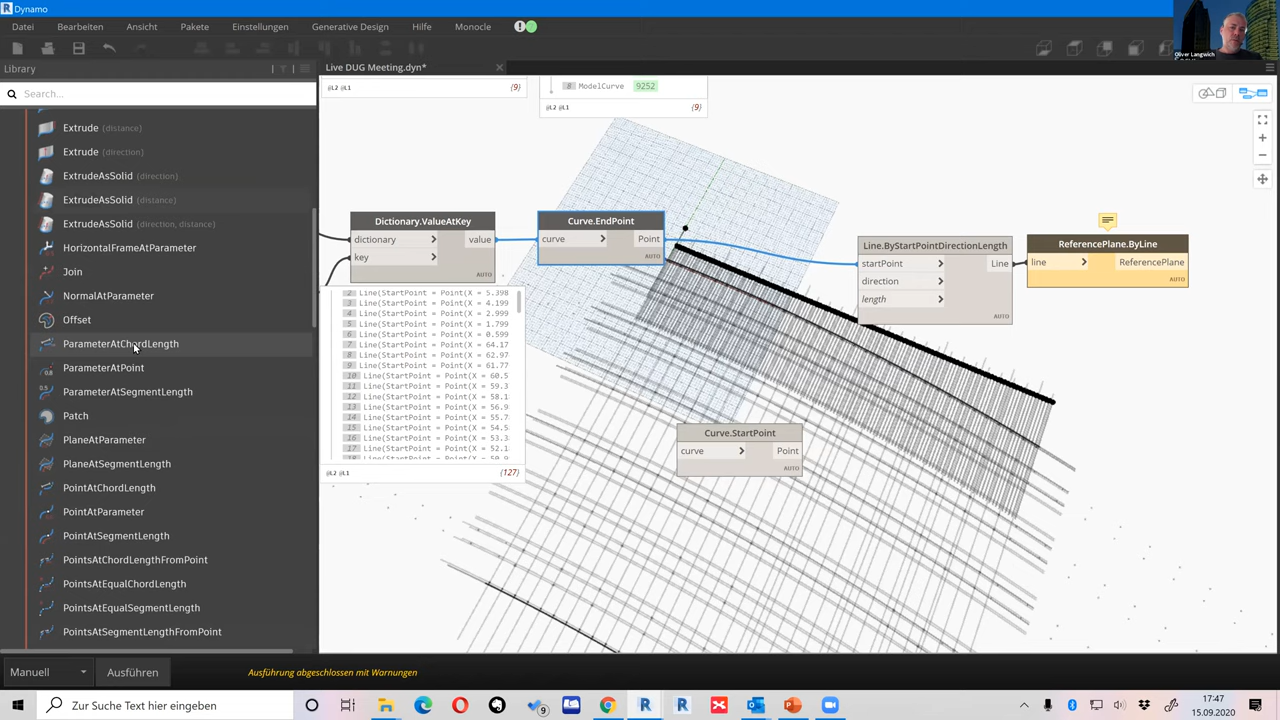 Dynamo
Datei Bearbeiten Ansicht Pakete Extensions Generative Design Hilfe Monocle
Oliver Langwich
Library
Live DUG Meeting.dyn*
Search...
Extrude (distance)
Extrude (direction)
ExtrudeAsSolid (direction)
ExtrudeAsSolid (distance)
ExtrudeAsSolid (direction, distance)
HorizontalFrameAtParameter
Join
NormalAtParameter
Offset
ParameterAtChordLength
ParameterAtPoint
ParameterAtSegmentLength
Patch
PlaneAtParameter
PlaneAtSegmentLength
PointAtChordLength
PointAtParameter
PointAtSegmentLength
PointsAtChordLengthFromPoint
PointsAtEqualChordLength
PointsAtEqualSegmentLength
PointsAtSegmentLengthFromPoint
@L2 @L1 {9}
8 ModelCurve 9252
@L2 @L1 {9}
Dictionary.ValueAtKey
dictionary > value
key >
AUTO
2 Line(StartPoint = Point(X = 5.398
3 Line(StartPoint = Point(X = 4.199
4 Line(StartPoint = Point(X = 2.999
5 Line(StartPoint = Point(X = 1.799
6 Line(StartPoint = Point(X = 0.599
7 Line(StartPoint = Point(X = 64.17
8 Line(StartPoint = Point(X = 62.97
9 Line(StartPoint = Point(X = 61.77
10 Line(StartPoint = Point(X = 60.5
11 Line(StartPoint = Point(X = 59.3
12 Line(StartPoint = Point(X = 58.1
13 Line(StartPoint = Point(X = 56.9
14 Line(StartPoint = Point(X = 55.7
15 Line(StartPoint = Point(X = 54.5
16 Line(StartPoint = Point(X = 53.3
17 Line(StartPoint = Point(X = 52.1
@L2 @L1 {127}
Curve.EndPoint
curve > Point
AUTO
Curve.StartPoint
curve > Point
AUTO
Line.ByStartPointDirectionLength
startPoint > Line
direction >
length >
AUTO
ReferencePlane.ByLine
line > ReferencePlane
AUTO
Manuell Ausführen Ausführung abgeschlossen mit Warnungen
Zur Suche Text hier eingeben
17:47
15.09.2020